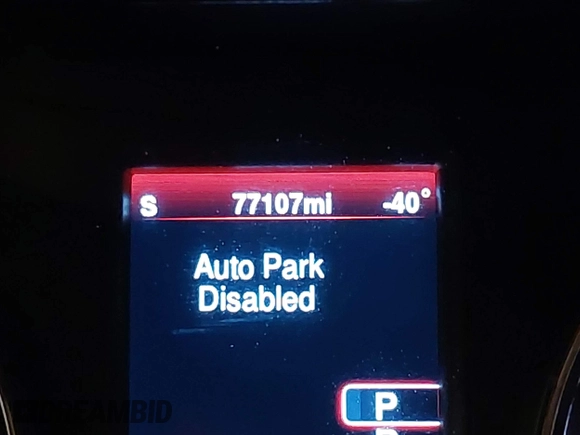 S 77107mi -40°
Auto Park
Disabled
P